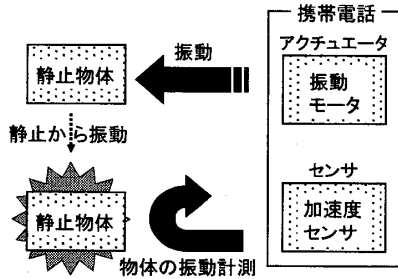 携帯電話
アクチュエータ
振動
モータ
振動
静止物体
静止から振動
センサ
加速度
センサ
静止物体
物体の振動計測